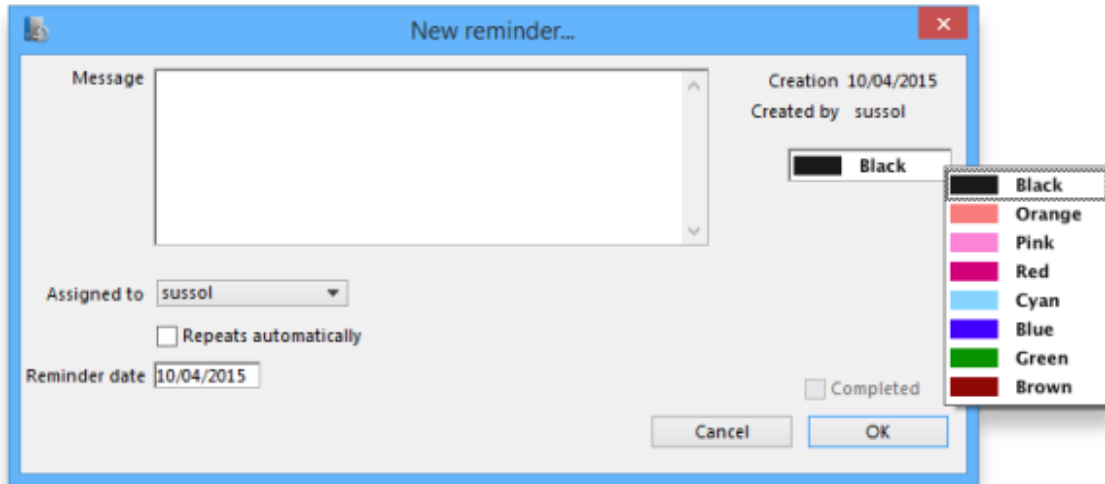 New reminder...
Message
Creation 10/04/2015
Created by sussol
Black
Black
Orange
Pink
Red
Cyan
Blue
Green
Brown
Assigned to sussol
Repeats automatically
Reminder date 10/04/2015
Completed
Cancel OK